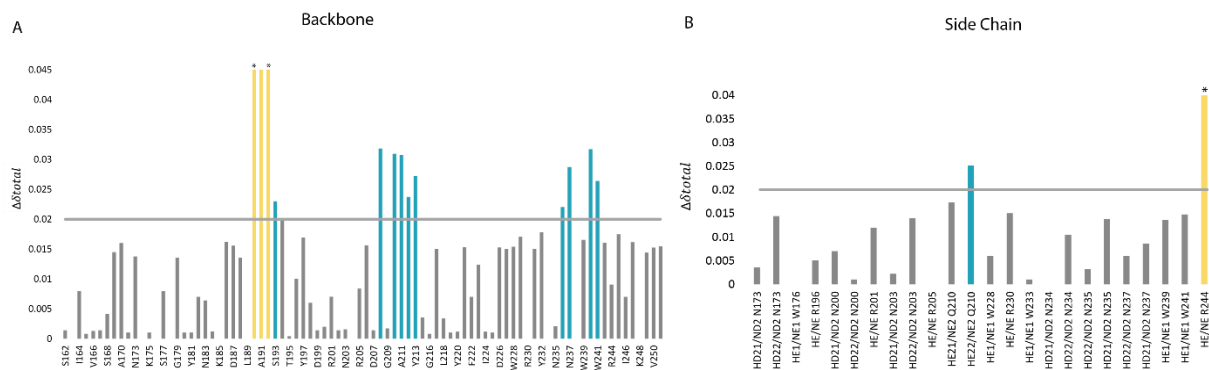 Backbone
A
*
*
0.045
0.04
0.035
0.03
0.025
0.02
0.015
0.01
0.005
0
Δδtotal
S162
I164
V166
S168
A170
N173
K175
S177
G179
Y181
N183
K185
D187
L189
A191
S193
T195
Y197
D199
R201
N203
R205
D207
G209
A211
Y213
G216
L218
Y220
F222
I224
D226
W228
R230
Y232
N235
N237
W239
W241
R244
I246
K248
V250
Side Chain
B
*
0.04
0.035
0.03
0.025
0.02
0.015
0.01
0.005
0
Δδtotal
HD21/ND2 N173
HD22/ND2 N173
HE1/NE1 W176
HE/NE R196
HD21/ND2 N200
HD22/ND2 N200
HE/NE R201
HD21/ND2 N203
HD22/ND2 N203
HE/NE R205
HE21/NE2 Q210
HE22/NE2 Q210
HE1/NE1 W228
HE/NE R230
HE1/NE1 W233
HD21/ND2 N234
HD22/ND2 N234
HD22/ND2 N235
HD21/ND2 N235
HD22/ND2 N237
HD21/ND2 N237
HE1/NE1 W239
HE1/NE1 W241
HE/NE R244